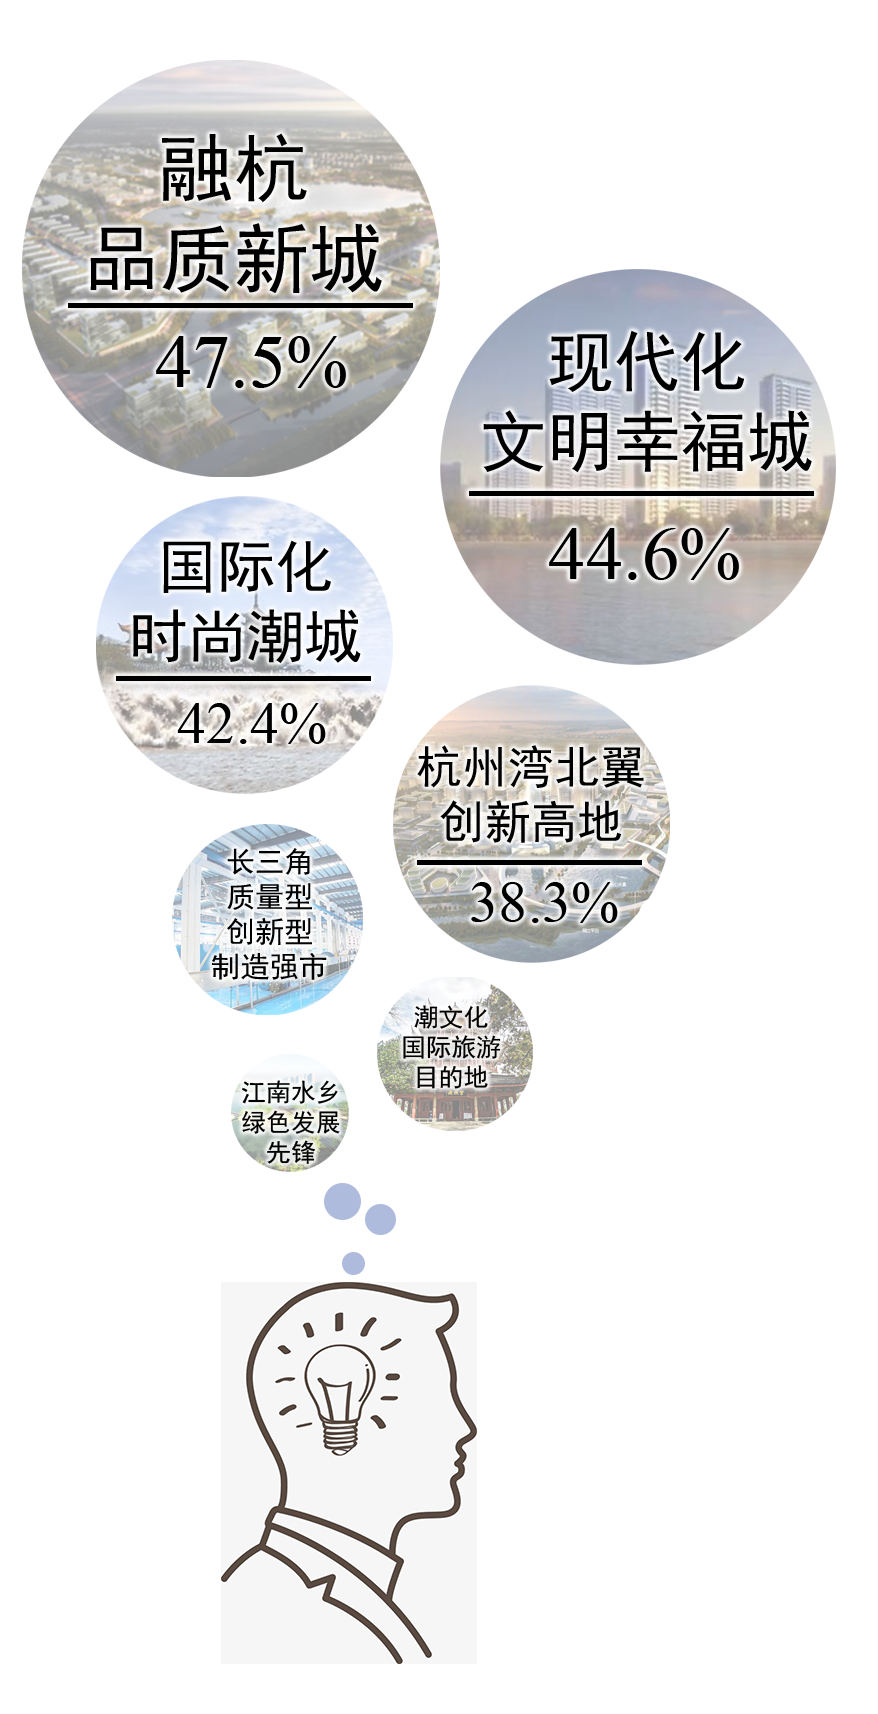 融杭
品质新城
47.5%
现代化
文明幸福城
44.6%
国际化
时尚潮城
42.4%
杭州湾北翼
创新高地
38.3%
长三角
质量型
创新型
制造强市
潮文化
国际旅游
目的地
江南水乡
绿色发展
先锋